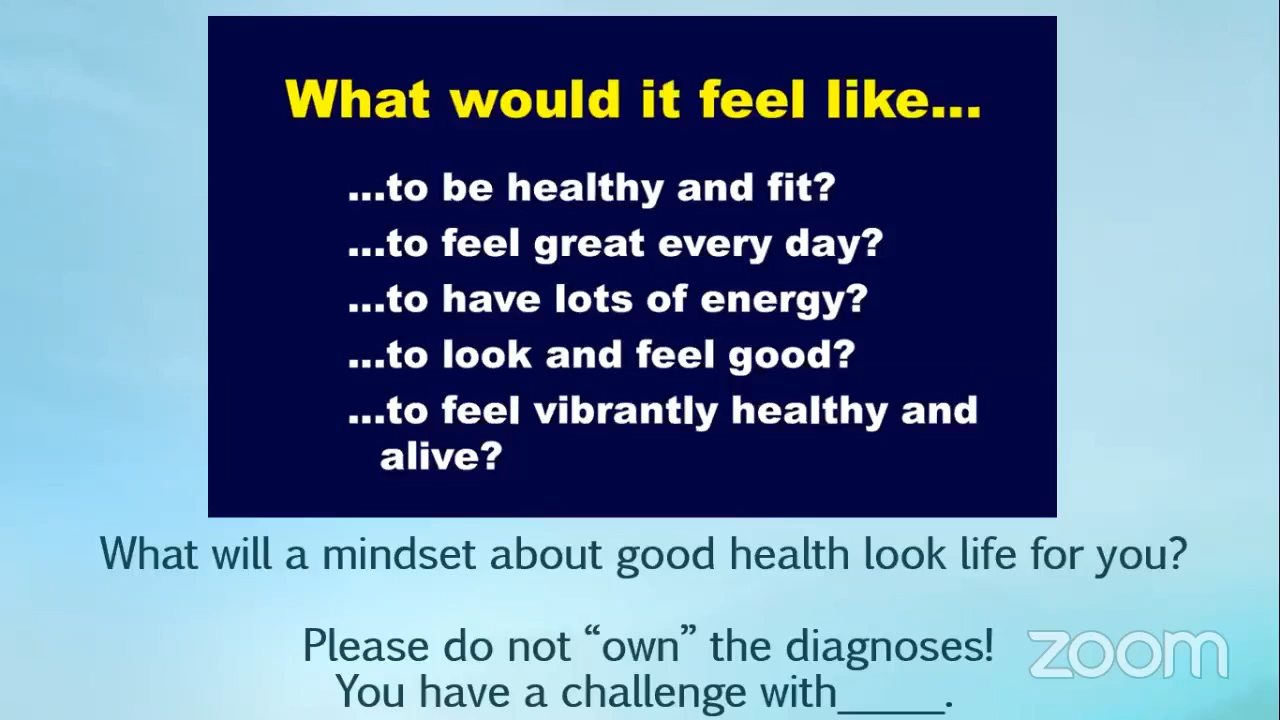 What would it feel like...
...to be healthy and fit?
...to feel great every day?
...to have lots of energy?
...to look and feel good?
...to feel vibrantly healthy and
alive?
What will a mindset about good health look life for you?
Please do not “own” the diagnoses!
You have a challenge with_____.
zoom